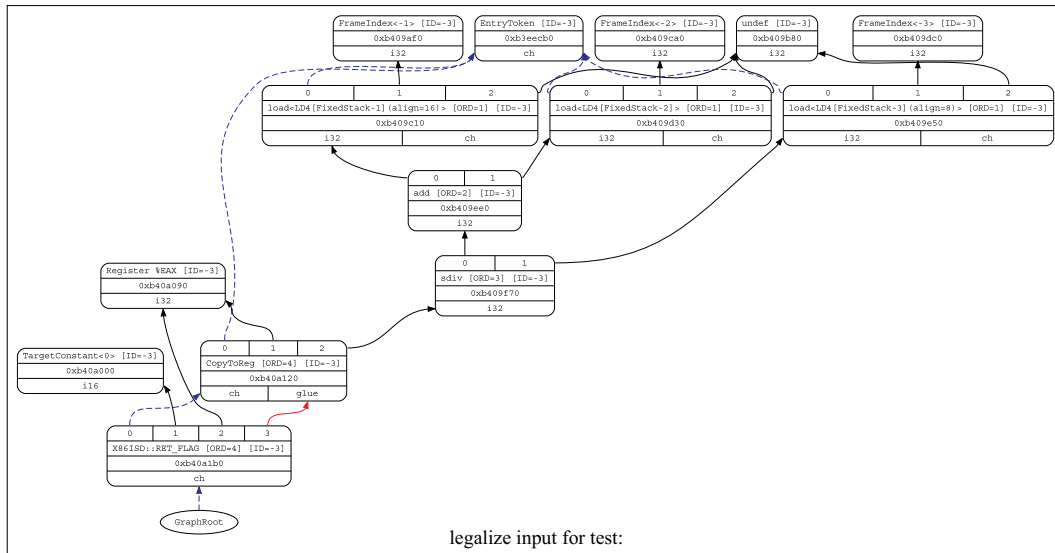 FrameIndex<-1> [ID=-3]
0xb409af0
i32
EntryToken [ID=-3]
0xb3eecb0
ch
FrameIndex<-2> [ID=-3]
0xb409ca0
i32
undef [ID=-3]
0xb409b80
i32
FrameIndex<-3> [ID=-3]
0xb409dc0
i32
0 1 2
load<LD4[FixedStack-1](align=16)> [ORD=1] [ID=-3]
0xb409c10
i32 ch
0 1 2
load<LD4[FixedStack-2]> [ORD=1] [ID=-3]
0xb409d30
i32 ch
0 1 2
load<LD4[FixedStack-3](align=8)> [ORD=1] [ID=-3]
0xb409e50
i32 ch
0 1
add [ORD=2] [ID=-3]
0xb409ee0
i32
0 1
sdiv [ORD=3] [ID=-3]
0xb409f70
i32
Register %EAX [ID=-3]
0xb40a090
i32
0 1 2
CopyToReg [ORD=4] [ID=-3]
0xb40a120
ch glue
TargetConstant<0> [ID=-3]
0xb40a000
i16
0 1 2 3
X86ISD::RET_FLAG [ORD=4] [ID=-3]
0xb40a1b0
ch
GraphRoot
legalize input for test: